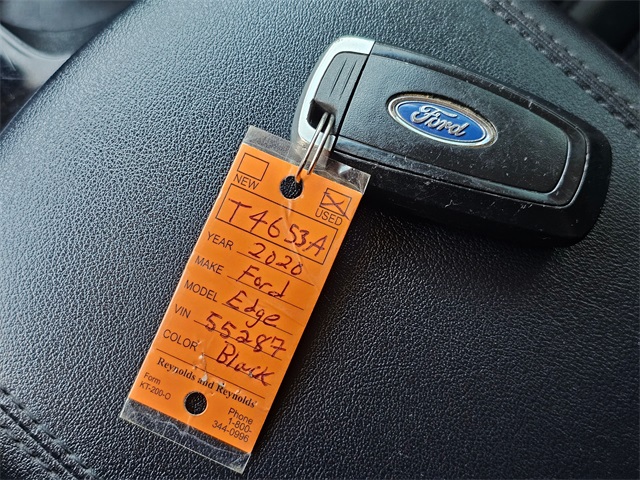 Ford
NEW
USED
T4653A
YEAR 2020
MAKE Ford
MODEL Edge
VIN 55287
COLOR Black
Reynolds and Reynolds
Form
KT-200-O
Phone
1-800-
344-0996